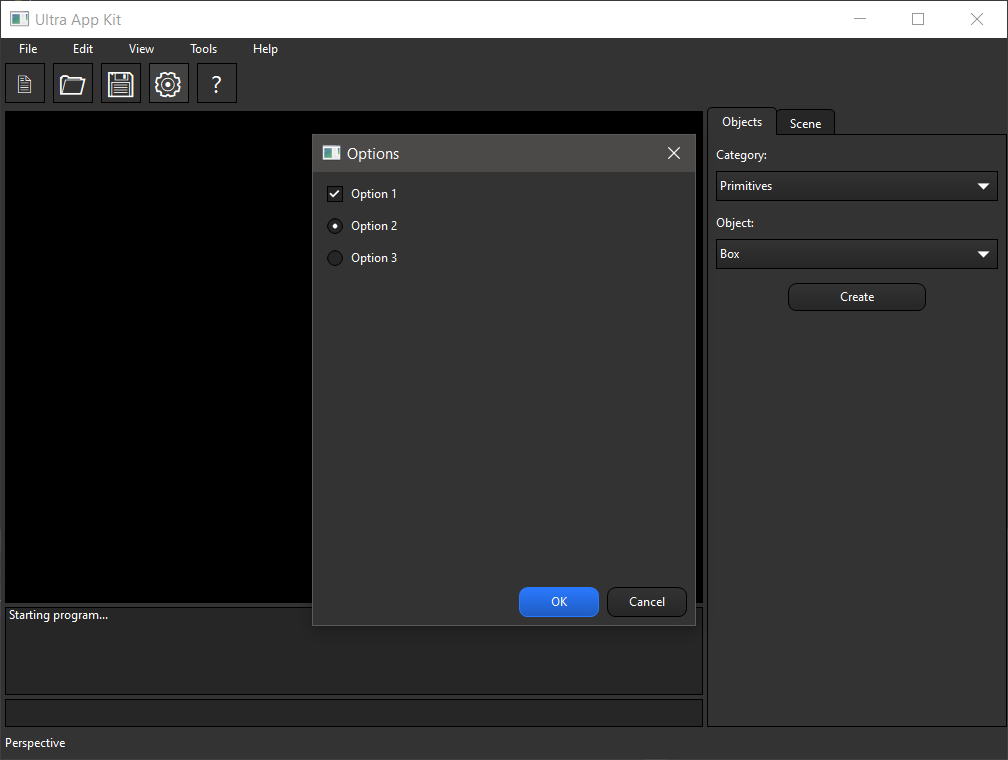 Ultra App Kit
File Edit View Tools Help
?
Objects Scene
Category:
Primitives
Object:
Box
Create
Options
Option 1
Option 2
Option 3
OK Cancel
Starting program...
Perspective